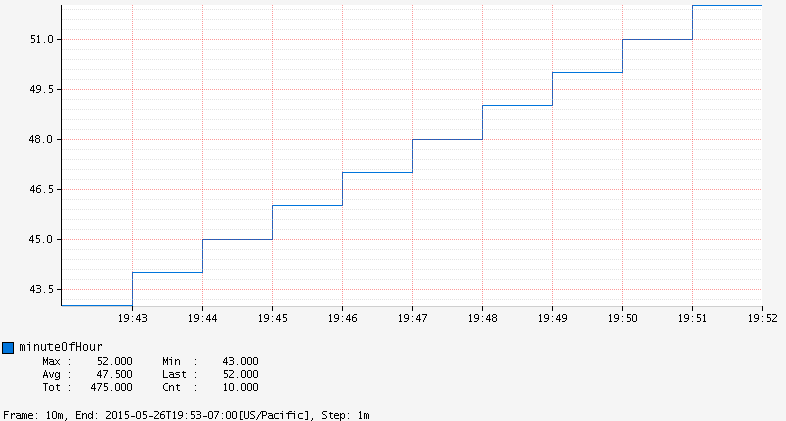 51.0
49.5
48.0
46.5
45.0
43.5
19:43 19:44 19:45 19:46 19:47 19:48 19:49 19:50 19:51 19:52
minuteOfHour
Max : 52.000 Min : 43.000
Avg : 47.500 Last : 52.000
Tot : 475.000 Cnt : 10.000
Frame: 10m, End: 2015-05-26T19:53-07:00[US/Pacific], Step: 1m